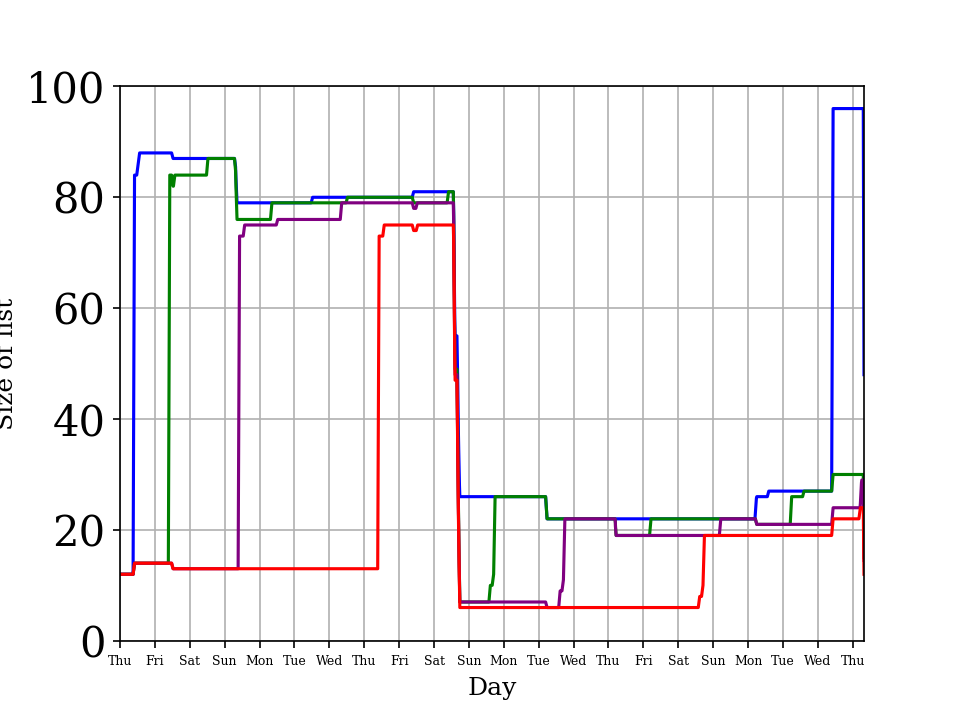 100
80
60
40
20
0
Size of list
Thu Fri Sat Sun Mon Tue Wed Thu Fri Sat Sun Mon Tue Wed Thu Fri Sat Sun Mon Tue Wed Thu
Day